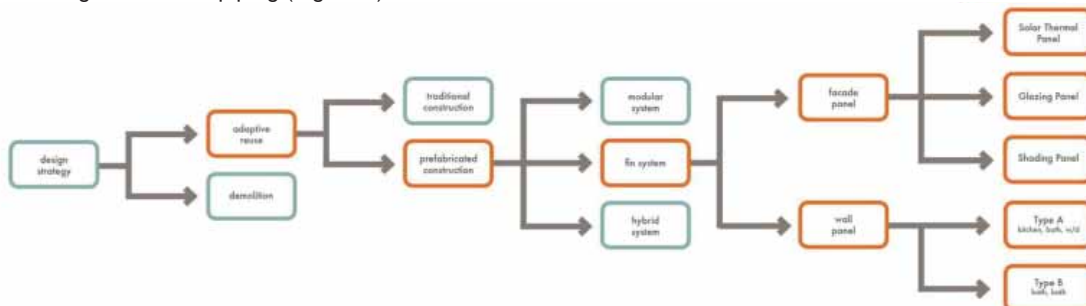 design
strategy
adaptive
reuse
demolition
traditional
construction
prefabricated
construction
modular
system
fin system
hybrid
system
facade
panel
wall
panel
Solar Thermal
Panel
Glazing Panel
Shading Panel
Type A
kitchen, bath, w/d
Type B
bath, bath